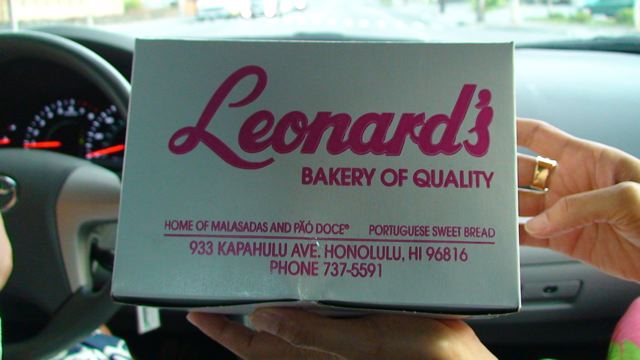 Leonard's
BAKERY OF QUALITY
HOME OF MALASADAS AND PÃO DOCE® PORTUGUESE SWEET BREAD
933 KAPAHULU AVE. HONOLULU, HI 96816
PHONE 737-5591